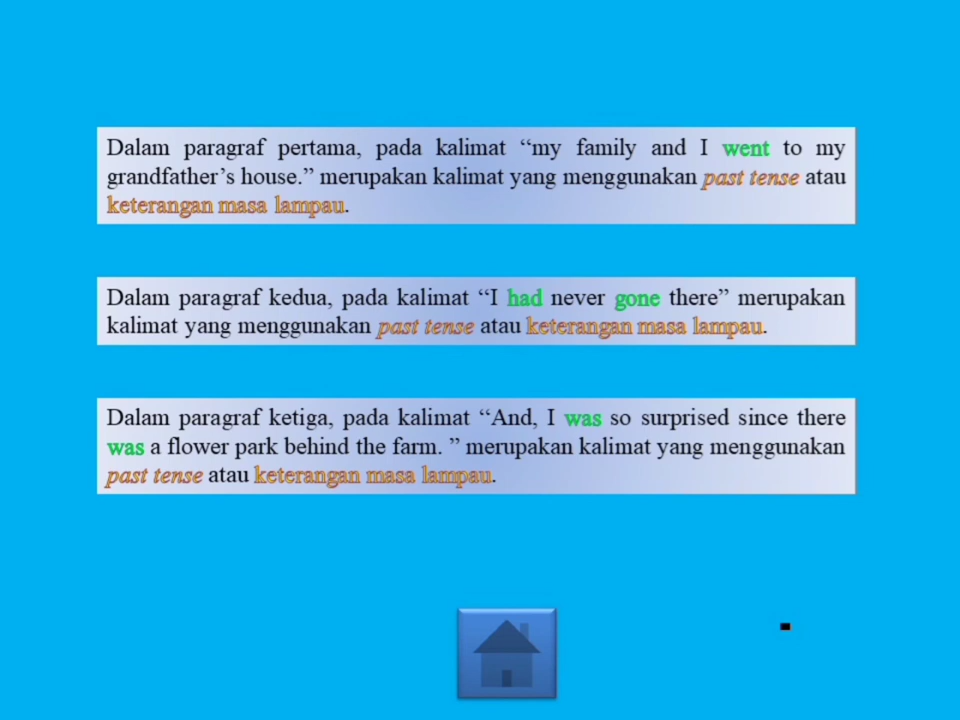 Dalam paragraf pertama, pada kalimat “my family and I went to my
grandfather’s house.” merupakan kalimat yang menggunakan past tense atau
keterangan masa lampau.
Dalam paragraf kedua, pada kalimat “I had never gone there” merupakan
kalimat yang menggunakan past tense atau keterangan masa lampau.
Dalam paragraf ketiga, pada kalimat “And, I was so surprised since there
was a flower park behind the farm. ” merupakan kalimat yang menggunakan
past tense atau keterangan masa lampau.